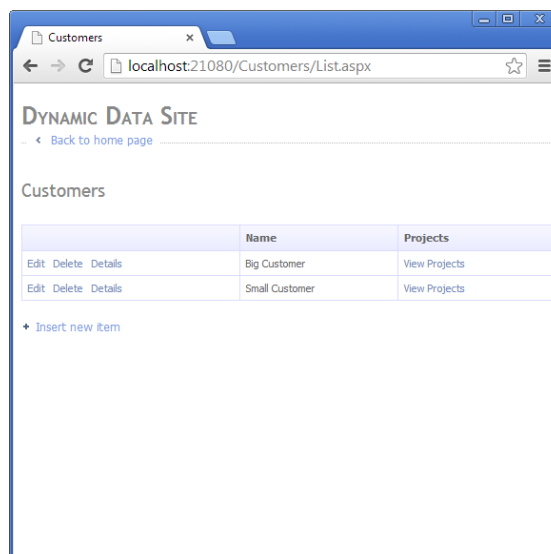 Customers
localhost:21080/Customers/List.aspx
DYNAMIC DATA SITE
Back to home page
Customers
Name Projects
Edit Delete Details Big Customer View Projects
Edit Delete Details Small Customer View Projects
Insert new item